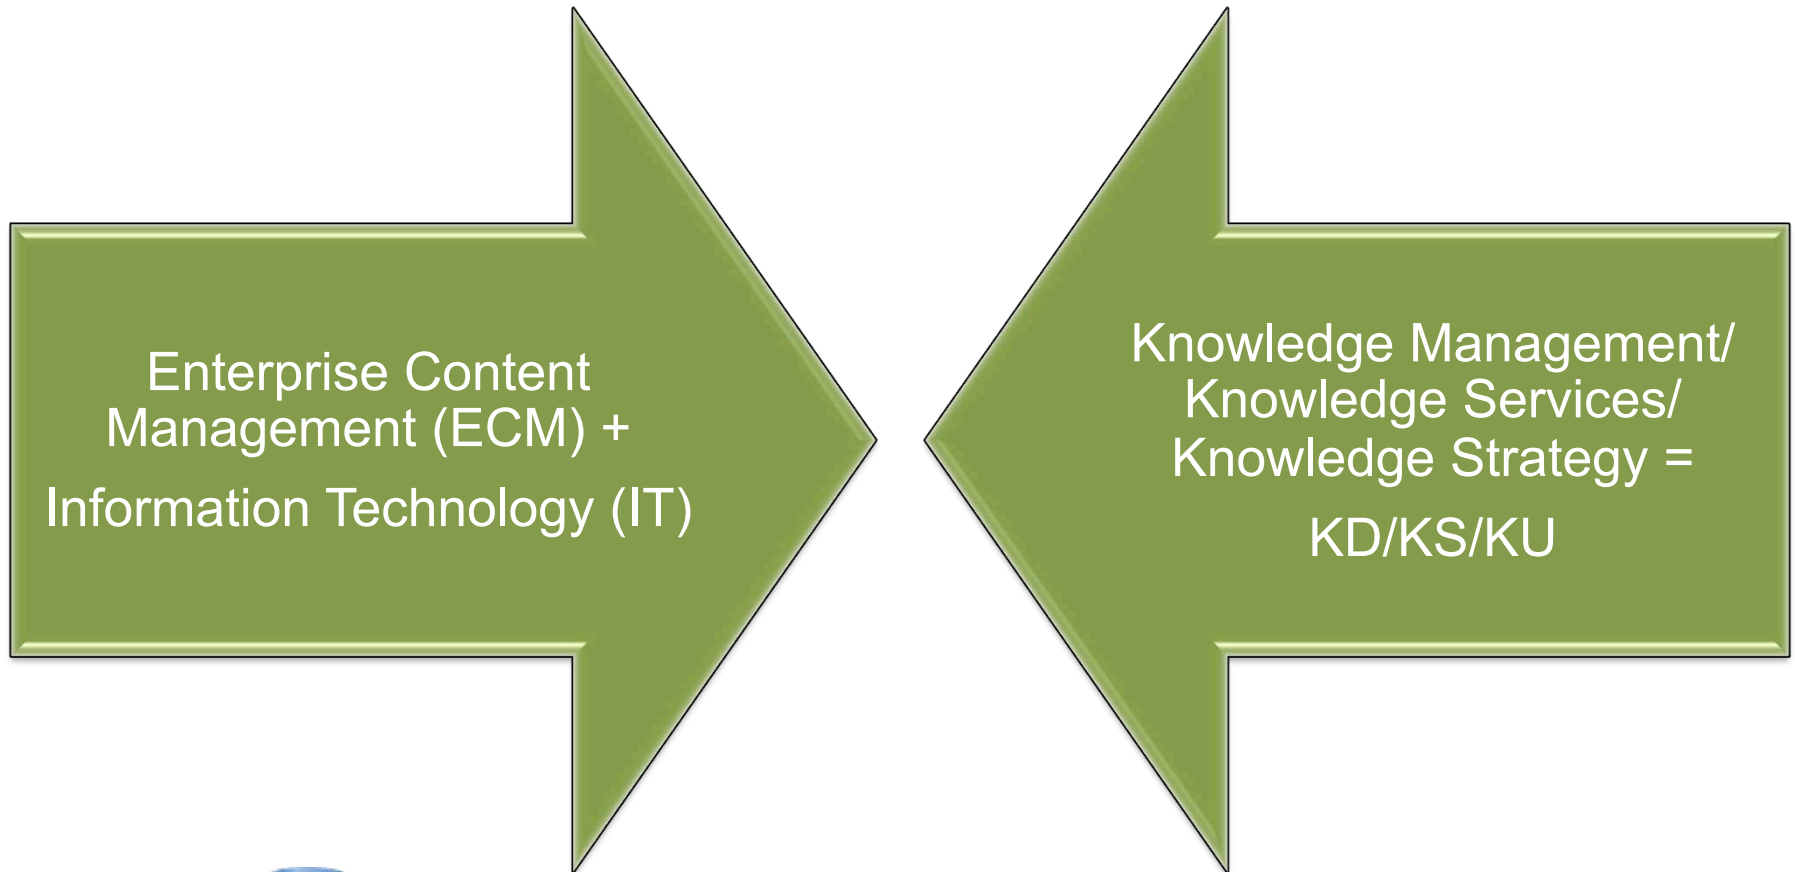 Enterprise Content
Management (ECM) +
Information Technology (IT)
Knowledge Management/
Knowledge Services/
Knowledge Strategy =
KD/KS/KU